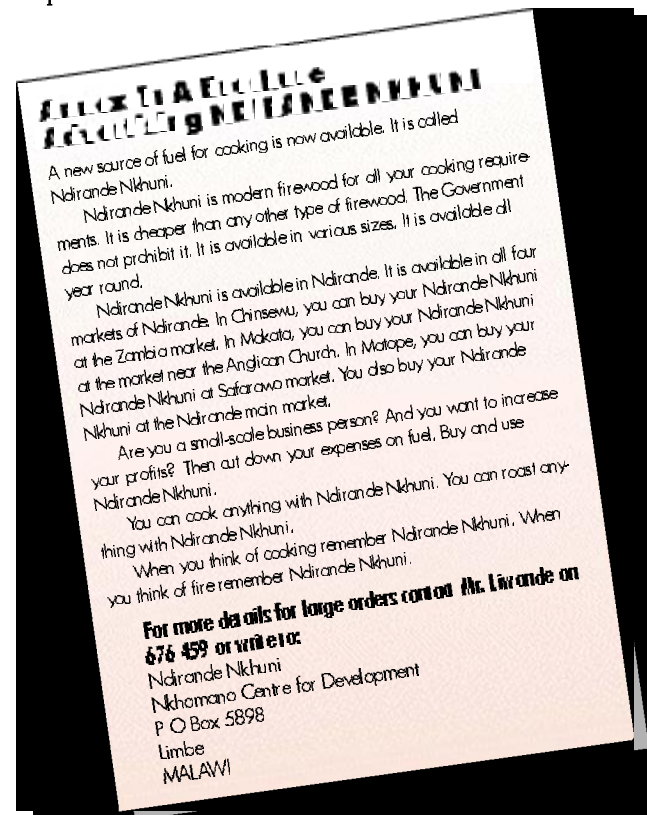 A Brochure
Advertising NDIRANDE NKHUNI
A new source of fuel for cooking is now available. It is called
Ndirande Nkhuni.
Ndirande Nkhuni is modern firewood for all your cooking require-
ments. It is cheaper than any other type of firewood. The Government
does not prohibit it. It is available in various sizes. It is available all
year round.
Ndirande Nkhuni is available in Ndirande. It is available in all four
markets of Ndirande. In Chinsewu, you can buy your Ndirande Nkhuni
at the Zambia market. In Makata, you can buy your Ndirande Nkhuni
at the market near the Anglican Church. In Matope, you can buy your
Ndirande Nkhuni at Safarawo market. You also buy your Ndirande
Nkhuni at the Ndirande main market.
Are you a small-scale business person? And you want to increase
your profits? Then cut down your expenses on fuel. Buy and use
Ndirande Nkhuni.
You can cook anything with Ndirande Nkhuni. You can roast any-
thing with Ndirande Nkhuni.
When you think of cooking remember Ndirande Nkhuni. When
you think of fire remember Ndirande Nkhuni.
For more details for large orders contact Mr. Liwande on
676 459 or write to:
Ndirande Nkhuni
Nkhomano Centre for Development
P O Box 5898
Limbe
MALAWI